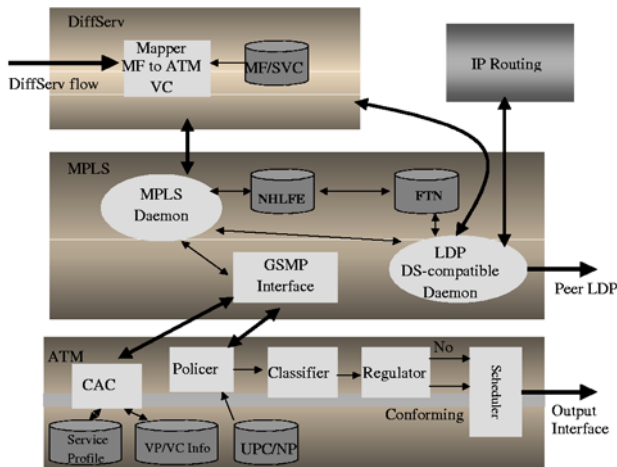 DiffServ
Mapper
MF to ATM
VC
MF/SVC
DiffServ flow
IP Routing
MPLS
MPLS
Daemon
NHLFE
FTN
GSMP
Interface
LDP
DS-compatible
Daemon
Peer LDP
ATM
CAC
Policer
Classifier
Regulator
No
Conforming
Scheduler
Output
Interface
Service
Profile
VP/VC Info
UPC/NP